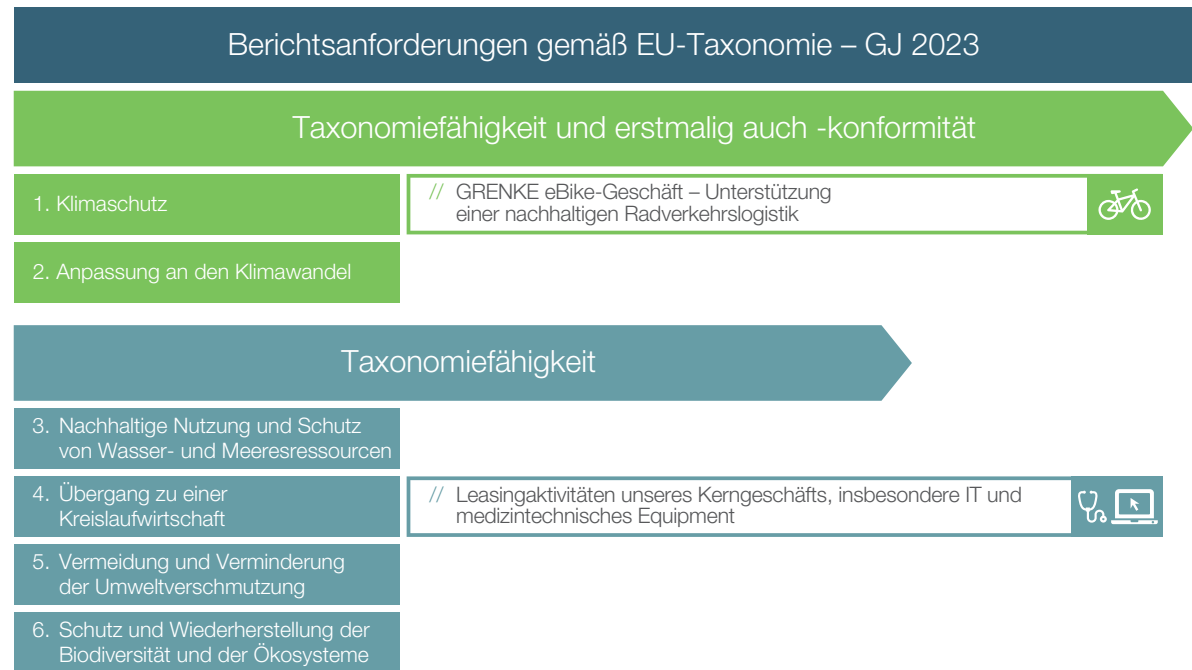 Berichtsanforderungen gemäß EU-Taxonomie – GJ 2023
Taxonomiefähigkeit und erstmalig auch -konformität
1. Klimaschutz
// GRENKE eBike-Geschäft – Unterstützung
einer nachhaltigen Radverkehrslogistik
2. Anpassung an den Klimawandel
Taxonomiefähigkeit
3. Nachhaltige Nutzung und Schutz
von Wasser- und Meeresressourcen
4. Übergang zu einer
Kreislaufwirtschaft
// Leasingaktivitäten unseres Kerngeschäfts, insbesondere IT und
medizintechnisches Equipment
5. Vermeidung und Verminderung
der Umweltverschmutzung
6. Schutz und Wiederherstellung der
Biodiversität und der Ökosysteme